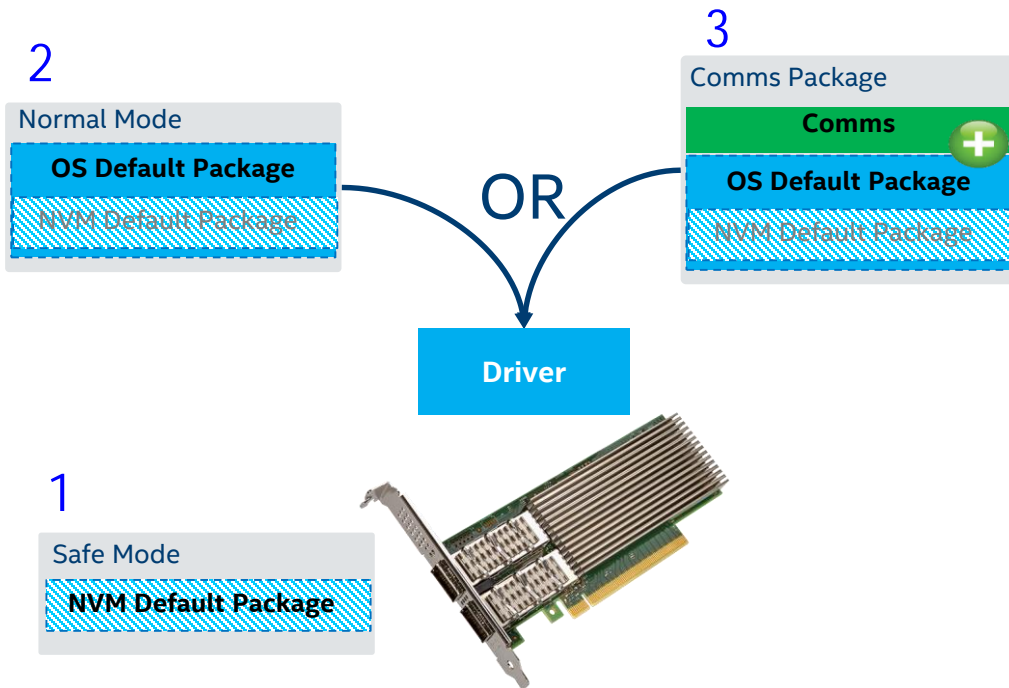 2
Normal Mode
OS Default Package
NVM Default Package
OR
3
Comms Package
Comms
OS Default Package
NVM Default Package
Driver
1
Safe Mode
NVM Default Package